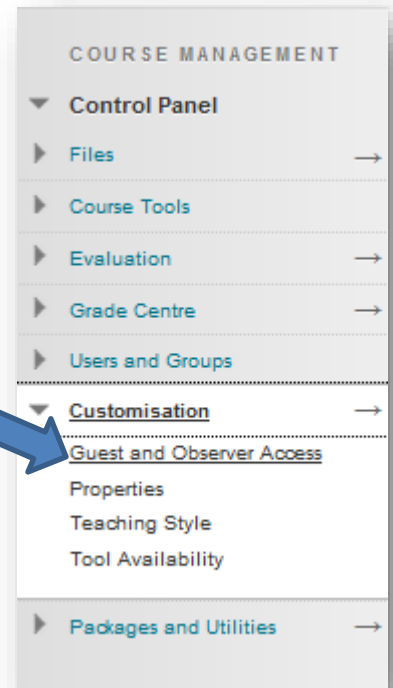 COURSE MANAGEMENT
Control Panel
Files
Course Tools
Evaluation
Grade Centre
Users and Groups
Customisation
Guest and Observer Access
Properties
Teaching Style
Tool Availability
Packages and Utilities